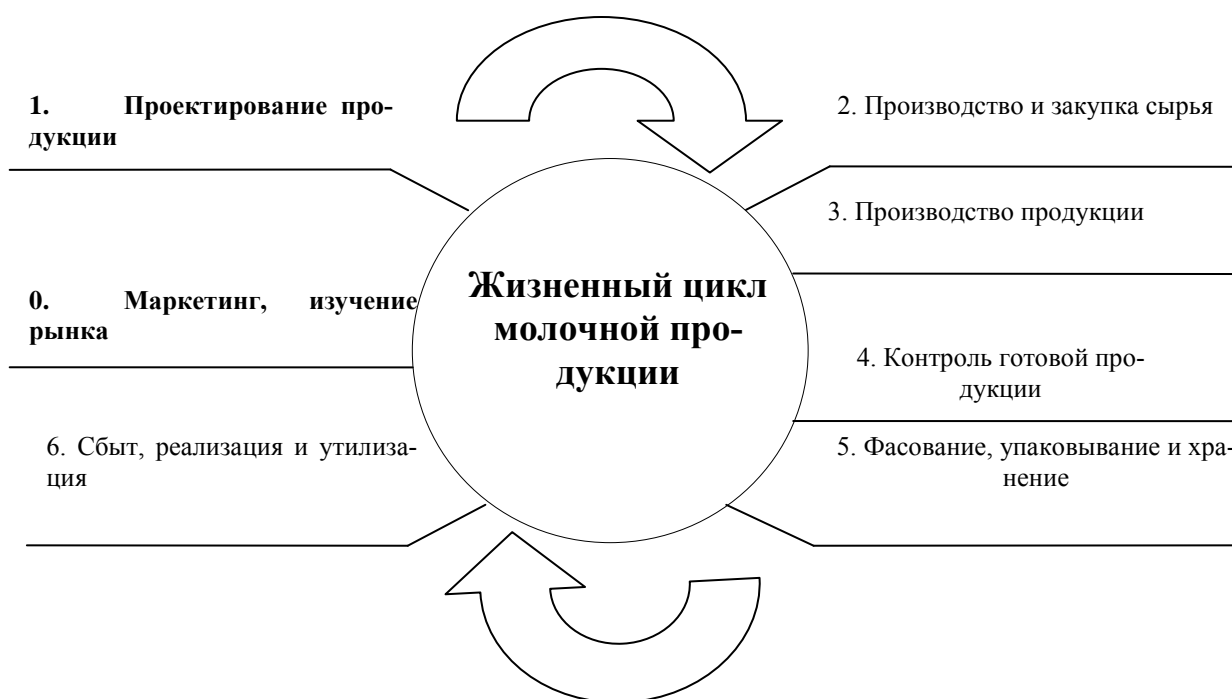 1. Проектирование про-
дукции
2. Производство и закупка сырья
3. Производство продукции
0. Маркетинг, изучение
рынка
Жизненный цикл
молочной про-
дукции
4. Контроль готовой про-
дукции
6. Сбыт, реализация и утилиза-
ция
5. Фасование, упаковывание и хра-
нение